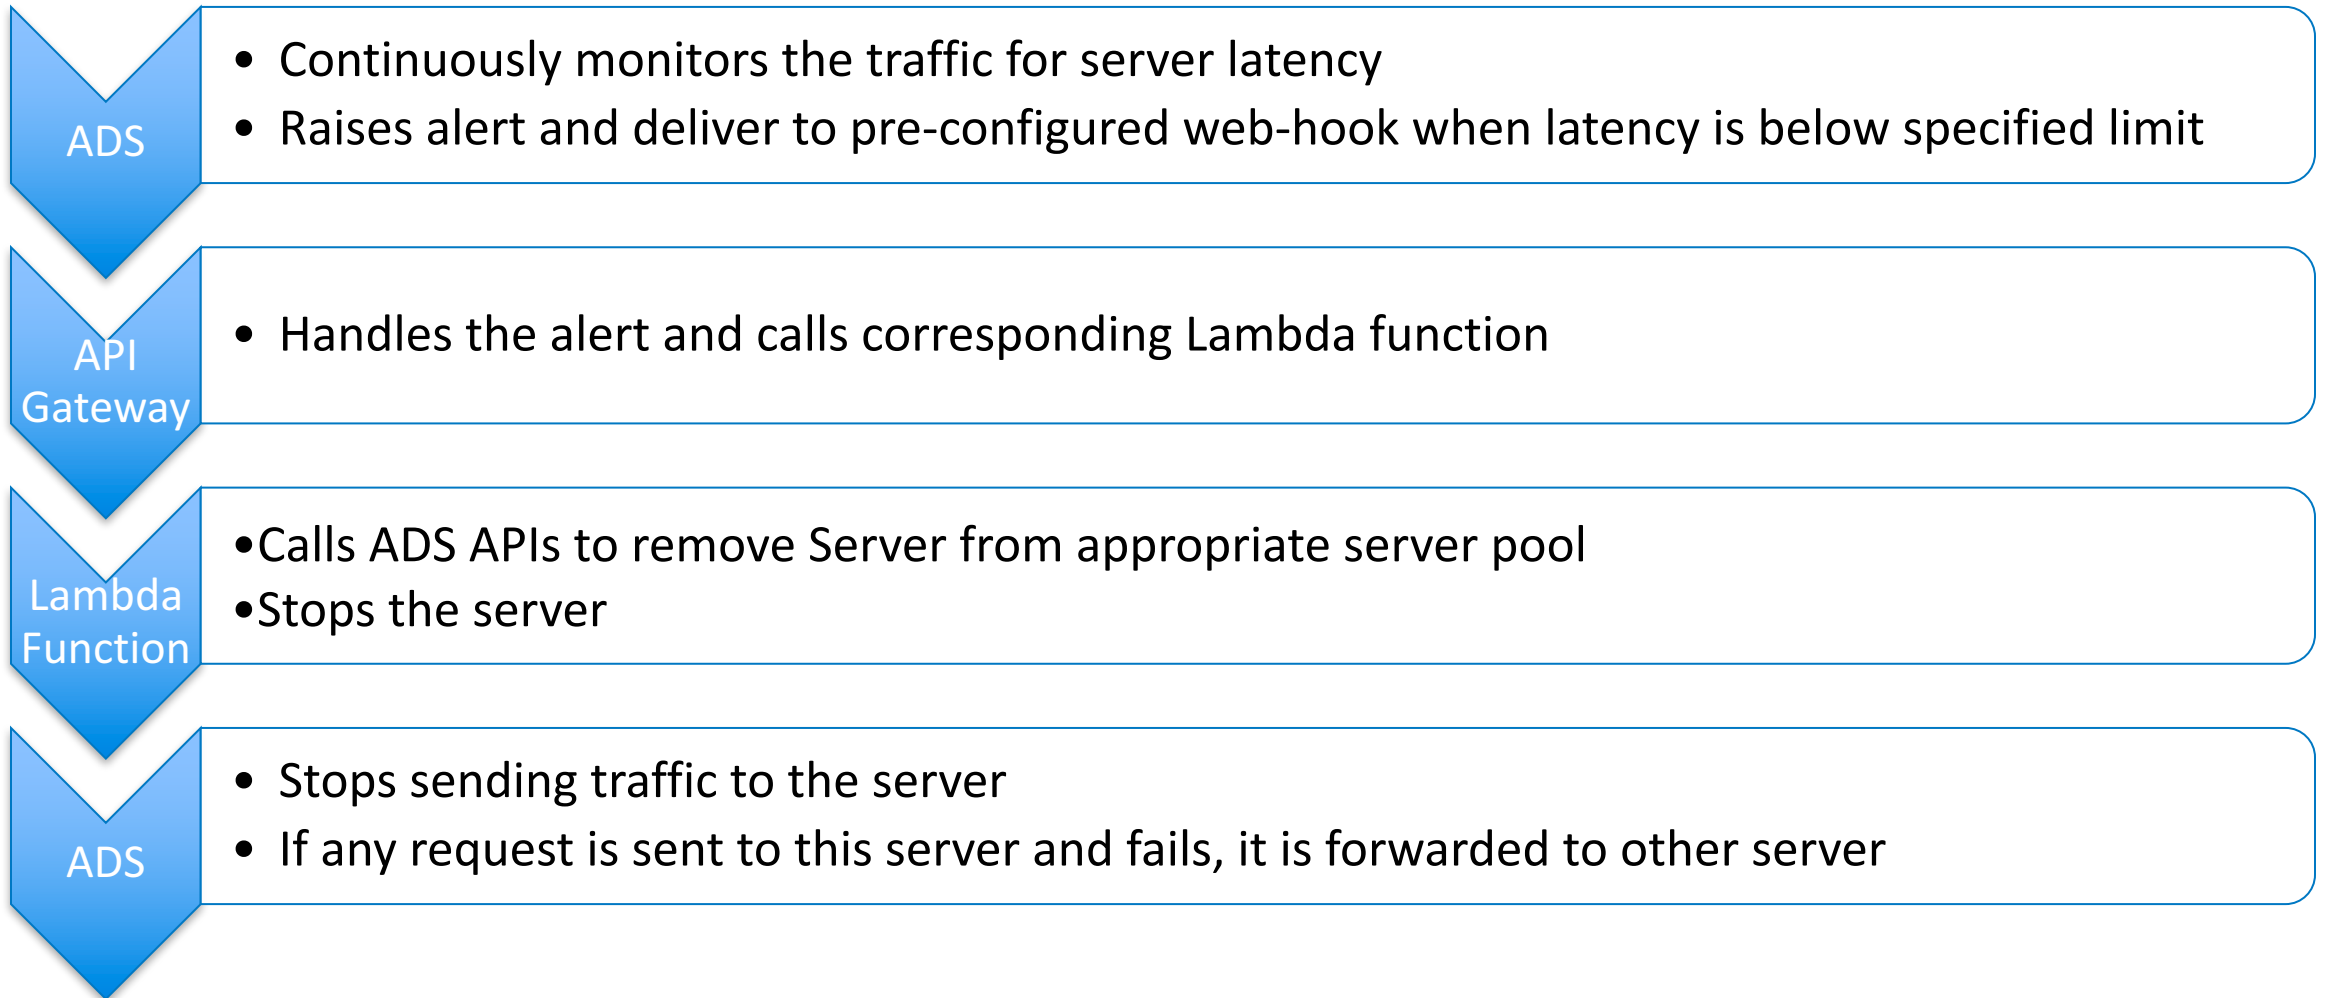 ADS
• Continuously monitors the traffic for server latency
• Raises alert and deliver to pre-configured web-hook when latency is below specified limit
API
Gateway
• Handles the alert and calls corresponding Lambda function
Lambda
Function
•Calls ADS APIs to remove Server from appropriate server pool
•Stops the server
ADS
• Stops sending traffic to the server
• If any request is sent to this server and fails, it is forwarded to other server